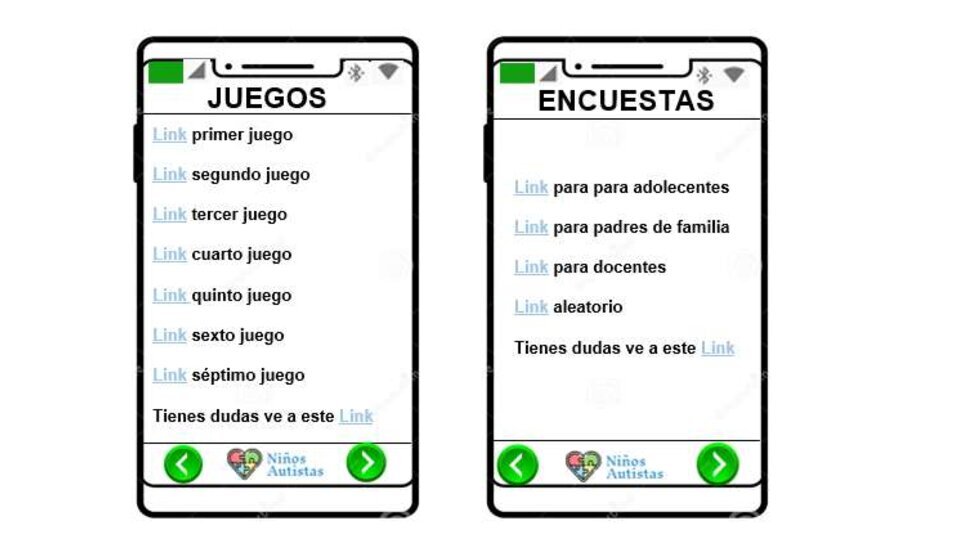 JUEGOS
Link primer juego
Link segundo juego
Link tercer juego
Link cuarto juego
Link quinto juego
Link sexto juego
Link séptimo juego
Tienes dudas ve a este Link
Niños
Autistas
ENCUESTAS
Link para para adolecentes
Link para padres de familia
Link para docentes
Link aleatorio
Tienes dudas ve a este Link
Niños
Autistas